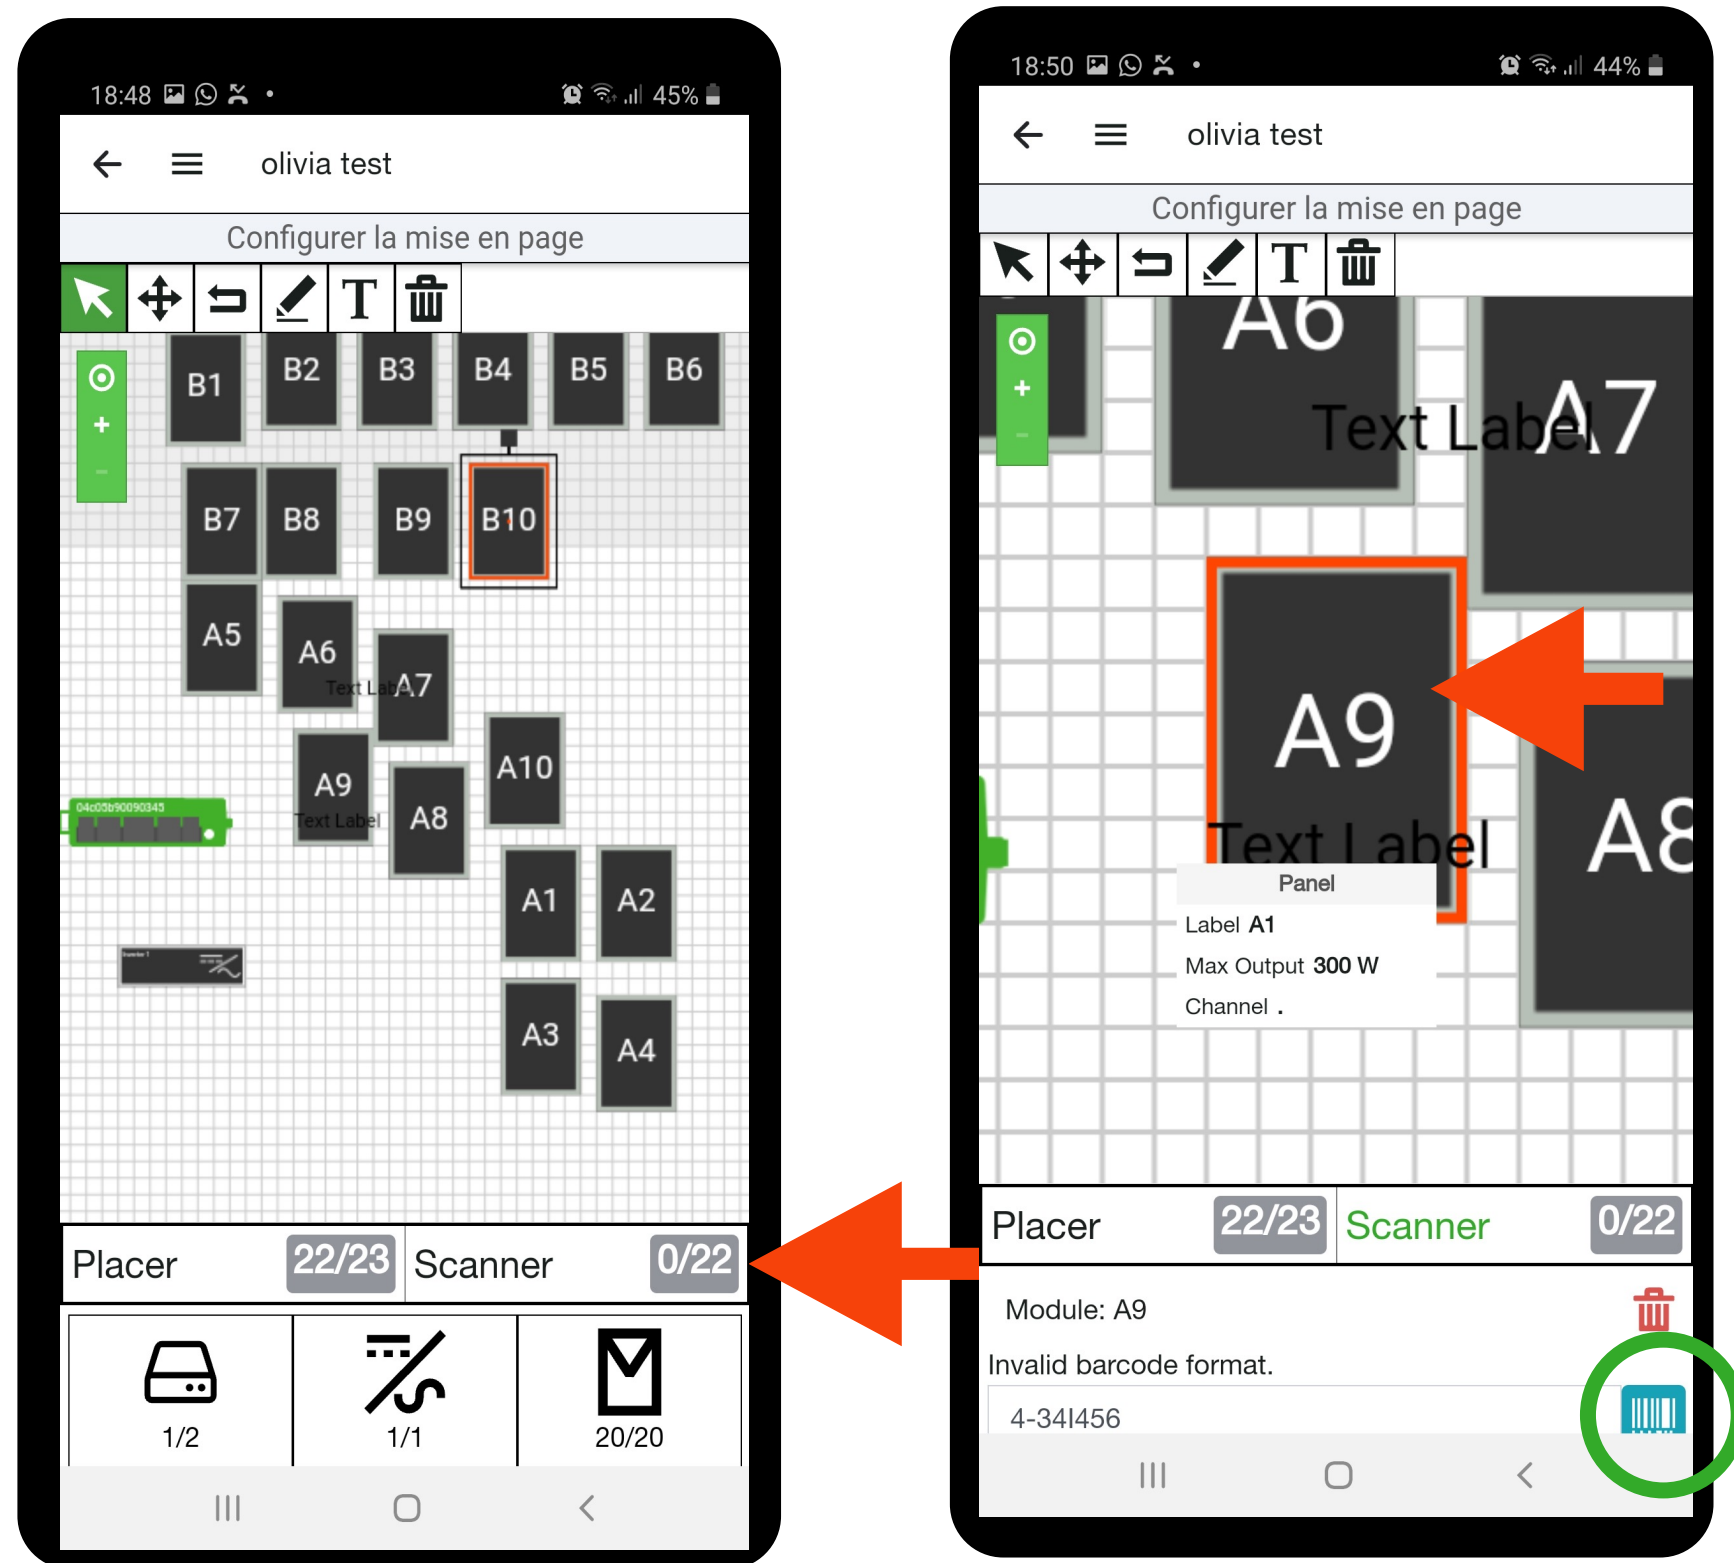 18:48
45%
olivia test
Configurer la mise en page
T
B1
B2
B3
B4
B5
B6
B7
B8
B9
B10
A5
A6
A7
Text Label
A9
Text Label
A8
A10
04c05b90090345
A1
A2
A3
A4
Placer
22/23
Scanner
0/22
1/2
1/1
20/20
18:50
44%
olivia test
Configurer la mise en page
T
A6
A7
Text Label
A9
A8
Text Label
Panel
Label A1
Max Output 300 W
Channel .
Placer
22/23
Scanner
0/22
Module: A9
Invalid barcode format.
4-34I456